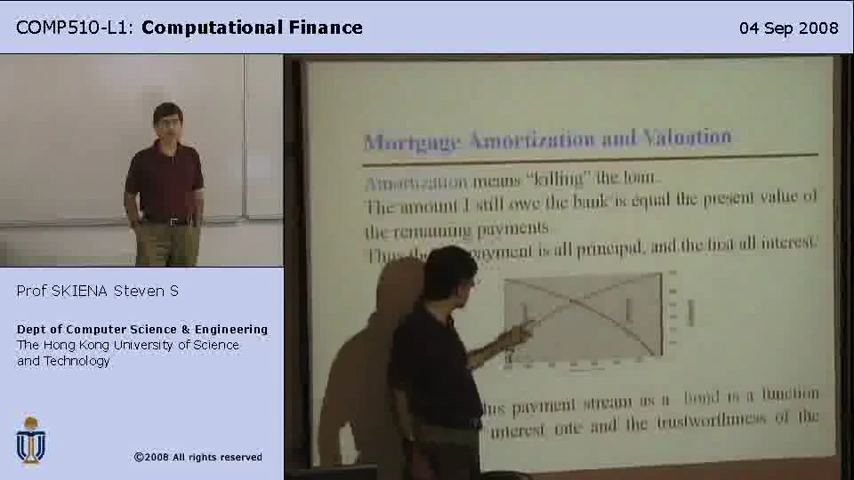 COMP510-L1: Computational Finance
04 Sep 2008
Mortgage Amortization and Valuation
Amortization means “killing” the loan.
The amount I still owe the bank is equal the present value of
the remaining payments.
Thus the payment is all principal, and the first all interest.
payment stream as a bond is a function
interest rate and the trustworthiness of the
Prof SKIENA Steven S
Dept of Computer Science & Engineering
The Hong Kong University of Science
and Technology
©2008 All rights reserved